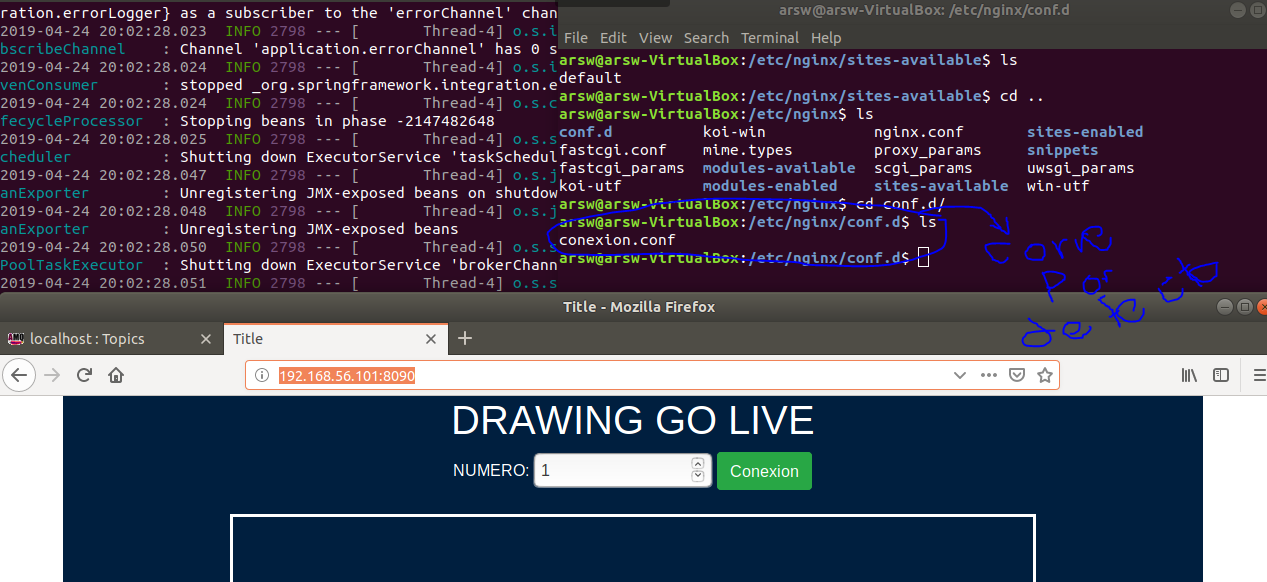 ration.errorLogger} as a subscriber to the 'errorChannel' chan
2019-04-24 20:02:28.023  INFO 2798 --- [       Thread-4] o.s.i
bscribeChannel    : Channel 'application.errorChannel' has 0 s
2019-04-24 20:02:28.024  INFO 2798 --- [       Thread-4] o.s.i
venConsumer       : stopped _org.springframework.integration.e
2019-04-24 20:02:28.024  INFO 2798 --- [       Thread-4] o.s.c
fecycleProcessor  : Stopping beans in phase -2147482648
2019-04-24 20:02:28.025  INFO 2798 --- [       Thread-4] o.s.s
cheduler          : Shutting down ExecutorService 'taskSchedul
2019-04-24 20:02:28.047  INFO 2798 --- [       Thread-4] o.s.j
anExporter        : Unregistering JMX-exposed beans on shutdow
2019-04-24 20:02:28.048  INFO 2798 --- [       Thread-4] o.s.j
anExporter        : Unregistering JMX-exposed beans
2019-04-24 20:02:28.050  INFO 2798 --- [       Thread-4] o.s.s
PoolTaskExecutor  : Shutting down ExecutorService 'brokerChann
2019-04-24 20:02:28.051  INFO 2798 --- [       Thread-4] o.s.s
arsw@arsw-VirtualBox: /etc/nginx/conf.d
File Edit View Search Terminal Help
arsw@arsw-VirtualBox:/etc/nginx/sites-available$ ls
default
arsw@arsw-VirtualBox:/etc/nginx/sites-available$ cd ..
arsw@arsw-VirtualBox:/etc/nginx$ ls
conf.d          koi-win            nginx.conf       sites-enabled
fastcgi.conf    mime.types         proxy_params     snippets
fastcgi_params  modules-available  scgi_params      uwsgi_params
koi-utf         modules-enabled    sites-available  win-utf
arsw@arsw-VirtualBox:/etc/nginx$ cd conf.d/
arsw@arsw-VirtualBox:/etc/nginx/conf.d$ ls
conexion.conf
arsw@arsw-VirtualBox:/etc/nginx/conf.d$
corre
por
defecto
Title - Mozilla Firefox
localhost : Topics
Title
192.168.56.101:8090
DRAWING GO LIVE
NUMERO: 1 Conexion